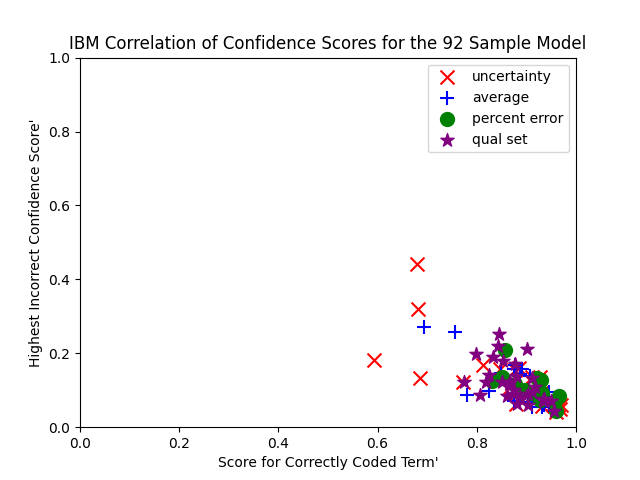 IBM Correlation of Confidence Scores for the 92 Sample Model
1.0
0.8
0.6
0.4
0.2
0.0
Highest Incorrect Confidence Score'
uncertainty
average
percent error
qual set
0.0 0.2 0.4 0.6 0.8 1.0
Score for Correctly Coded Term'